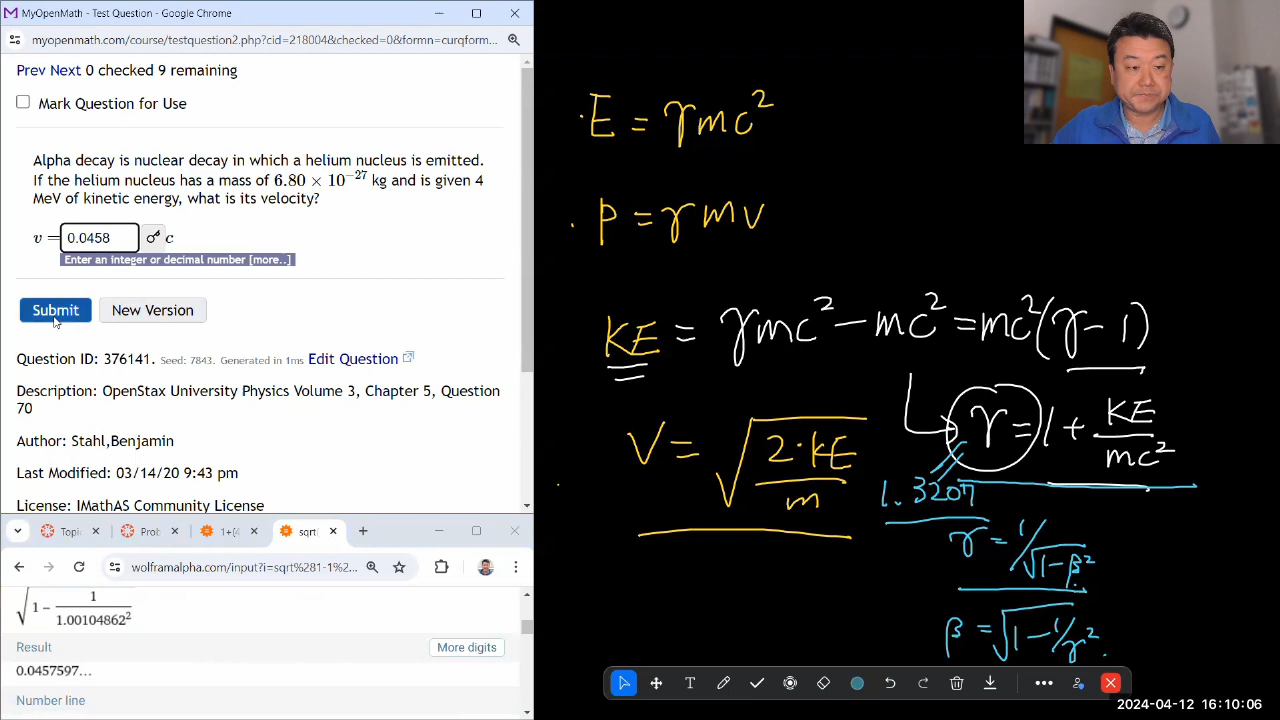 MyOpenMath - Test Question - Google Chrome
myopenmath.com/course/testquestion2.php?cid=218004&checked=0&formn=curqform...
Prev Next 0 checked 9 remaining
Mark Question for Use
Alpha decay is nuclear decay in which a helium nucleus is emitted.
If the helium nucleus has a mass of 6.80 × 10⁻²⁷ kg and is given 4
MeV of kinetic energy, what is its velocity?
v = 0.0458 c
Enter an integer or decimal number [more..]
Submit New Version
Question ID: 376141. Seed: 7843. Generated in 1ms Edit Question
Description: OpenStax University Physics Volume 3, Chapter 5, Question
70
Author: Stahl,Benjamin
Last Modified: 03/14/20 9:43 pm
License: IMathAS Community License
Topi Prob 1+(4 sqrt
wolframalpha.com/input?i=sqrt%281-1%2...
√1 − 1/1.00104862²
Result More digits
0.0457597...
Number line
E = γmc²
p = γmv
KE = γmc² − mc² = mc²(γ − 1)
γ = 1 + KE/mc²
V = √(2·KE/m)
1.3207
γ = 1/√1−β²
β = √1−1/γ²
T
2024-04-12 16:10:06